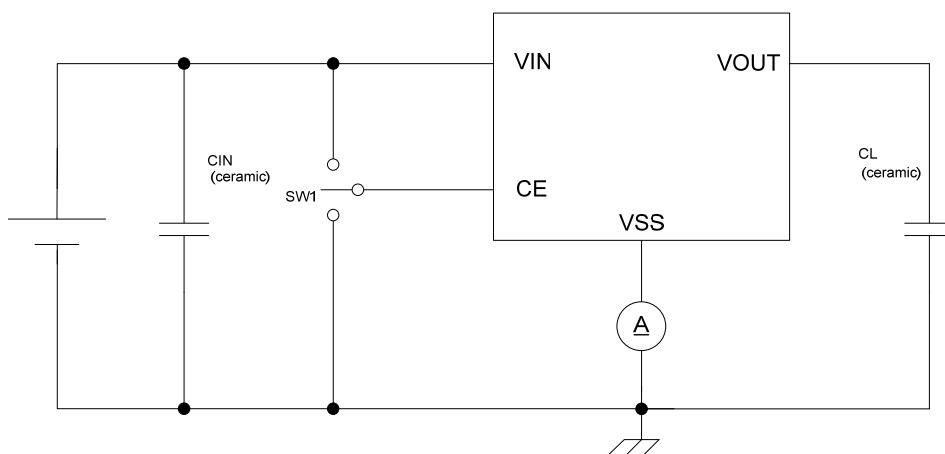 VIN
VOUT
CIN
(ceramic)
CL
(ceramic)
SW1
CE
VSS
A